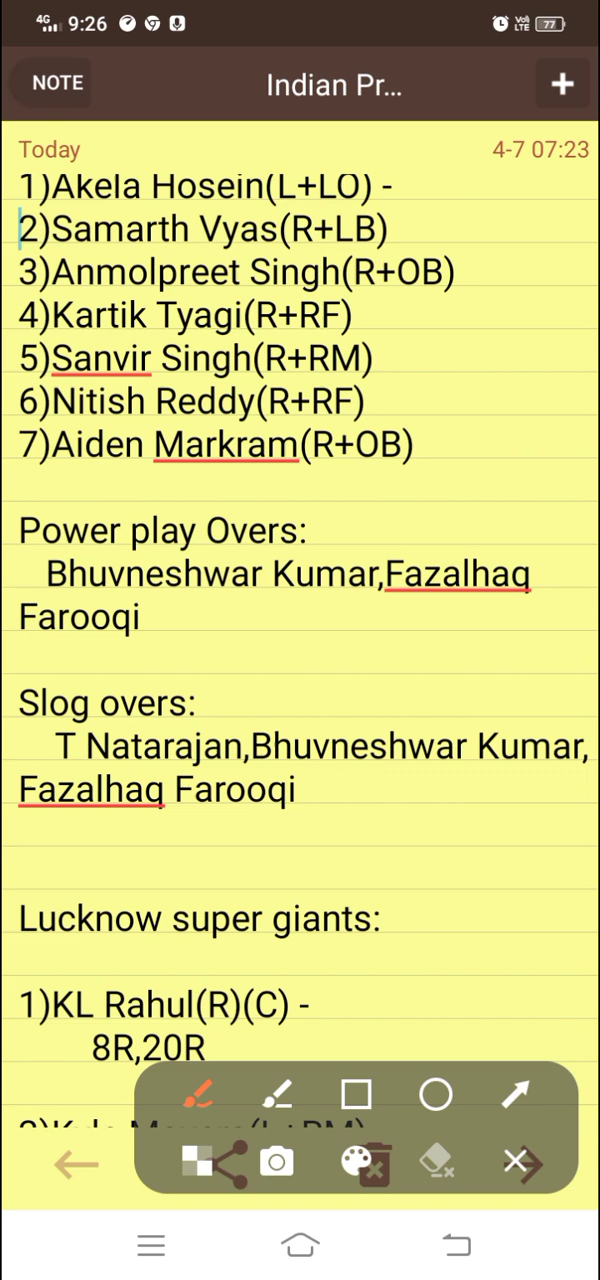 4G 9:26 VoLTE 77
NOTE Indian Pr... +
Today 4-7 07:23
1)Akela Hosein(L+LO) -
2)Samarth Vyas(R+LB)
3)Anmolpreet Singh(R+OB)
4)Kartik Tyagi(R+RF)
5)Sanvir Singh(R+RM)
6)Nitish Reddy(R+RF)
7)Aiden Markram(R+OB)
Power play Overs:
Bhuvneshwar Kumar,Fazalhaq
Farooqi
Slog overs:
T Natarajan,Bhuvneshwar Kumar,
Fazalhaq Farooqi
Lucknow super giants:
1)KL Rahul(R)(C) -
8R,20R